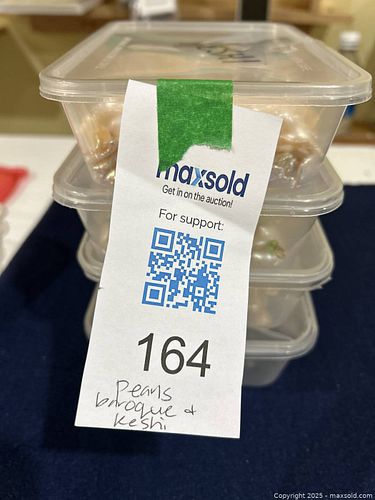 maxsold
Get in on the auction!
For support:
164
Pearls
baroque +
Keshi
Copyright 2025 - maxsold.com